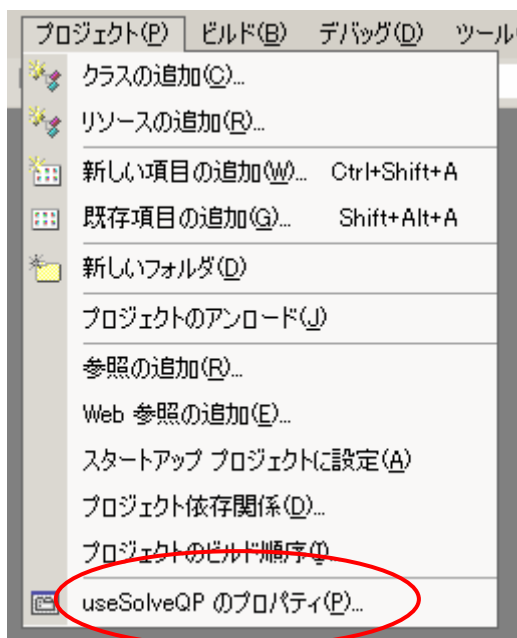 プロジェクト(P) ビルド(B) デバッグ(D) ツール(
クラスの追加(C)...
リソースの追加(R)...
新しい項目の追加(W)... Ctrl+Shift+A
既存項目の追加(G)... Shift+Alt+A
新しいフォルダ(D)
プロジェクトのアンロード(J)
参照の追加(R)...
Web 参照の追加(E)...
スタートアップ プロジェクトに設定(A)
プロジェクト依存関係(D)...
プロジェクトのビルド順序(I)...
useSolveQP のプロパティ(P)...